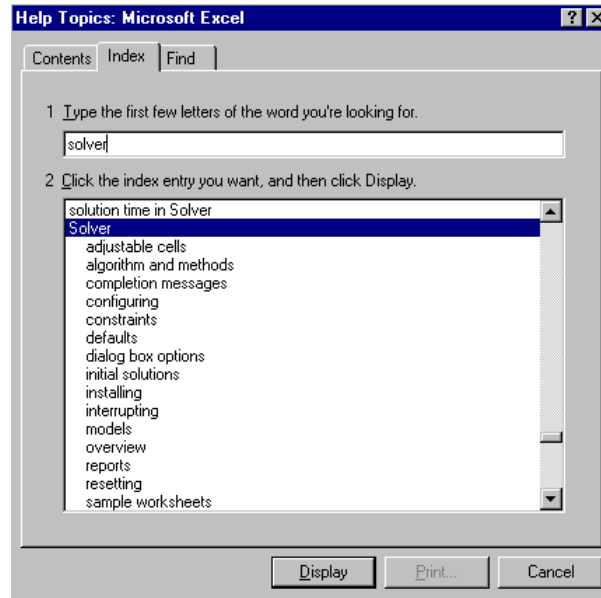 Help Topics: Microsoft Excel
Contents Index Find
1 Type the first few letters of the word you're looking for.
solver
2 Click the index entry you want, and then click Display.
solution time in Solver
Solver
adjustable cells
algorithm and methods
completion messages
configuring
constraints
defaults
dialog box options
initial solutions
installing
interrupting
models
overview
reports
resetting
sample worksheets
Display Print... Cancel